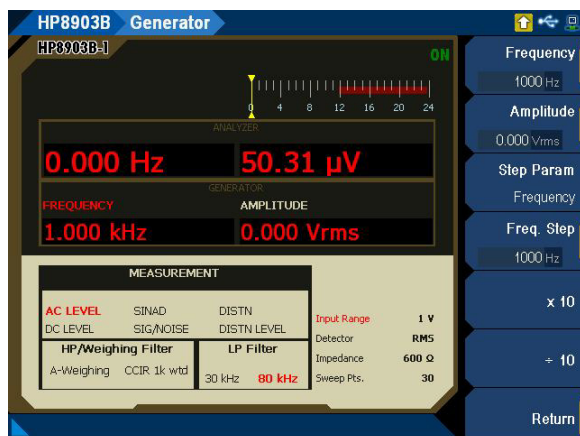 HP8903B Generator
HP8903B-1
ON
0 4 8 12 16 20 24
ANALYZER
0.000 Hz 50.31 µV
GENERATOR
FREQUENCY AMPLITUDE
1.000 kHz 0.000 Vrms
MEASUREMENT
AC LEVEL SINAD DISTN
DC LEVEL SIG/NOISE DISTN LEVEL
HP/Weighing Filter LP Filter
A-Weighing CCIR 1k wtd 30 kHz 80 kHz
Input Range 1 V
Detector RMS
Impedance 600 Ω
Sweep Pts. 30
Frequency
1000 Hz
Amplitude
0.000 Vrms
Step Param
Frequency
Freq. Step
1000 Hz
x 10
÷ 10
Return